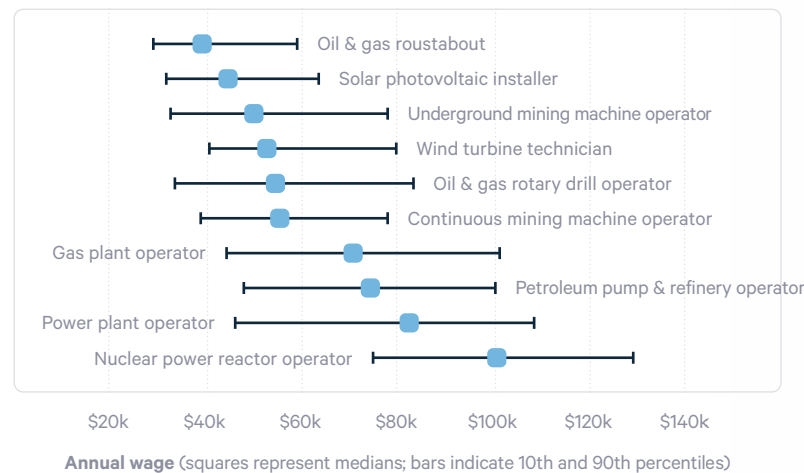 Oil & gas roustabout
Solar photovoltaic installer
Underground mining machine operator
Wind turbine technician
Oil & gas rotary drill operator
Continuous mining machine operator
Gas plant operator
Petroleum pump & refinery operator
Power plant operator
Nuclear power reactor operator
$20k $40k $60k $80k $100k $120k $140k
Annual wage (squares represent medians; bars indicate 10th and 90th percentiles)